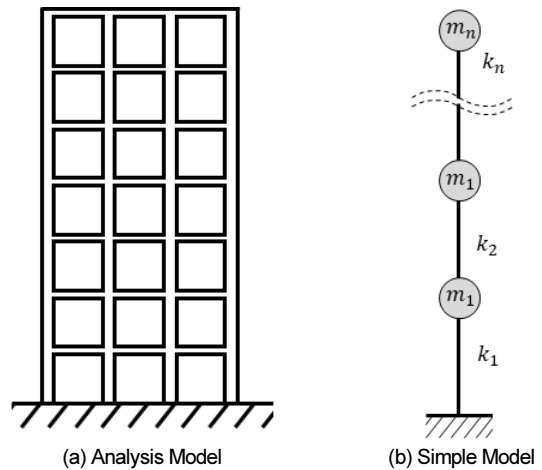 m_n
k_n
m_1
k_2
m_1
k_1
(a) Analysis Model
(b) Simple Model